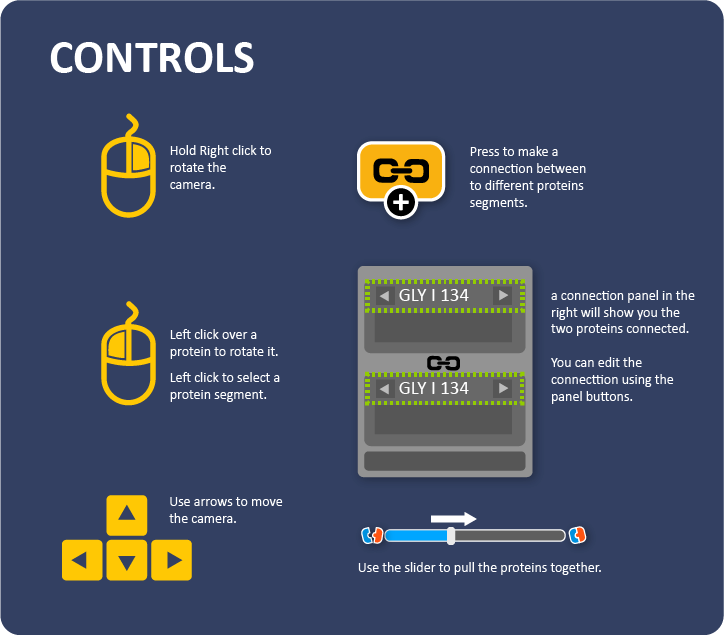 CONTROLS
Hold Right click to
rotate the
camera.
Press to make a
connection between
to different proteins
segments.
Left click over a
protein to rotate it.
Left click to select a
protein segment.
GLY I 134
GLY I 134
a connection panel in the
right will show you the
two proteins connected.
You can edit the
connection using the
panel buttons.
Use arrows to move
the camera.
Use the slider to pull the proteins together.